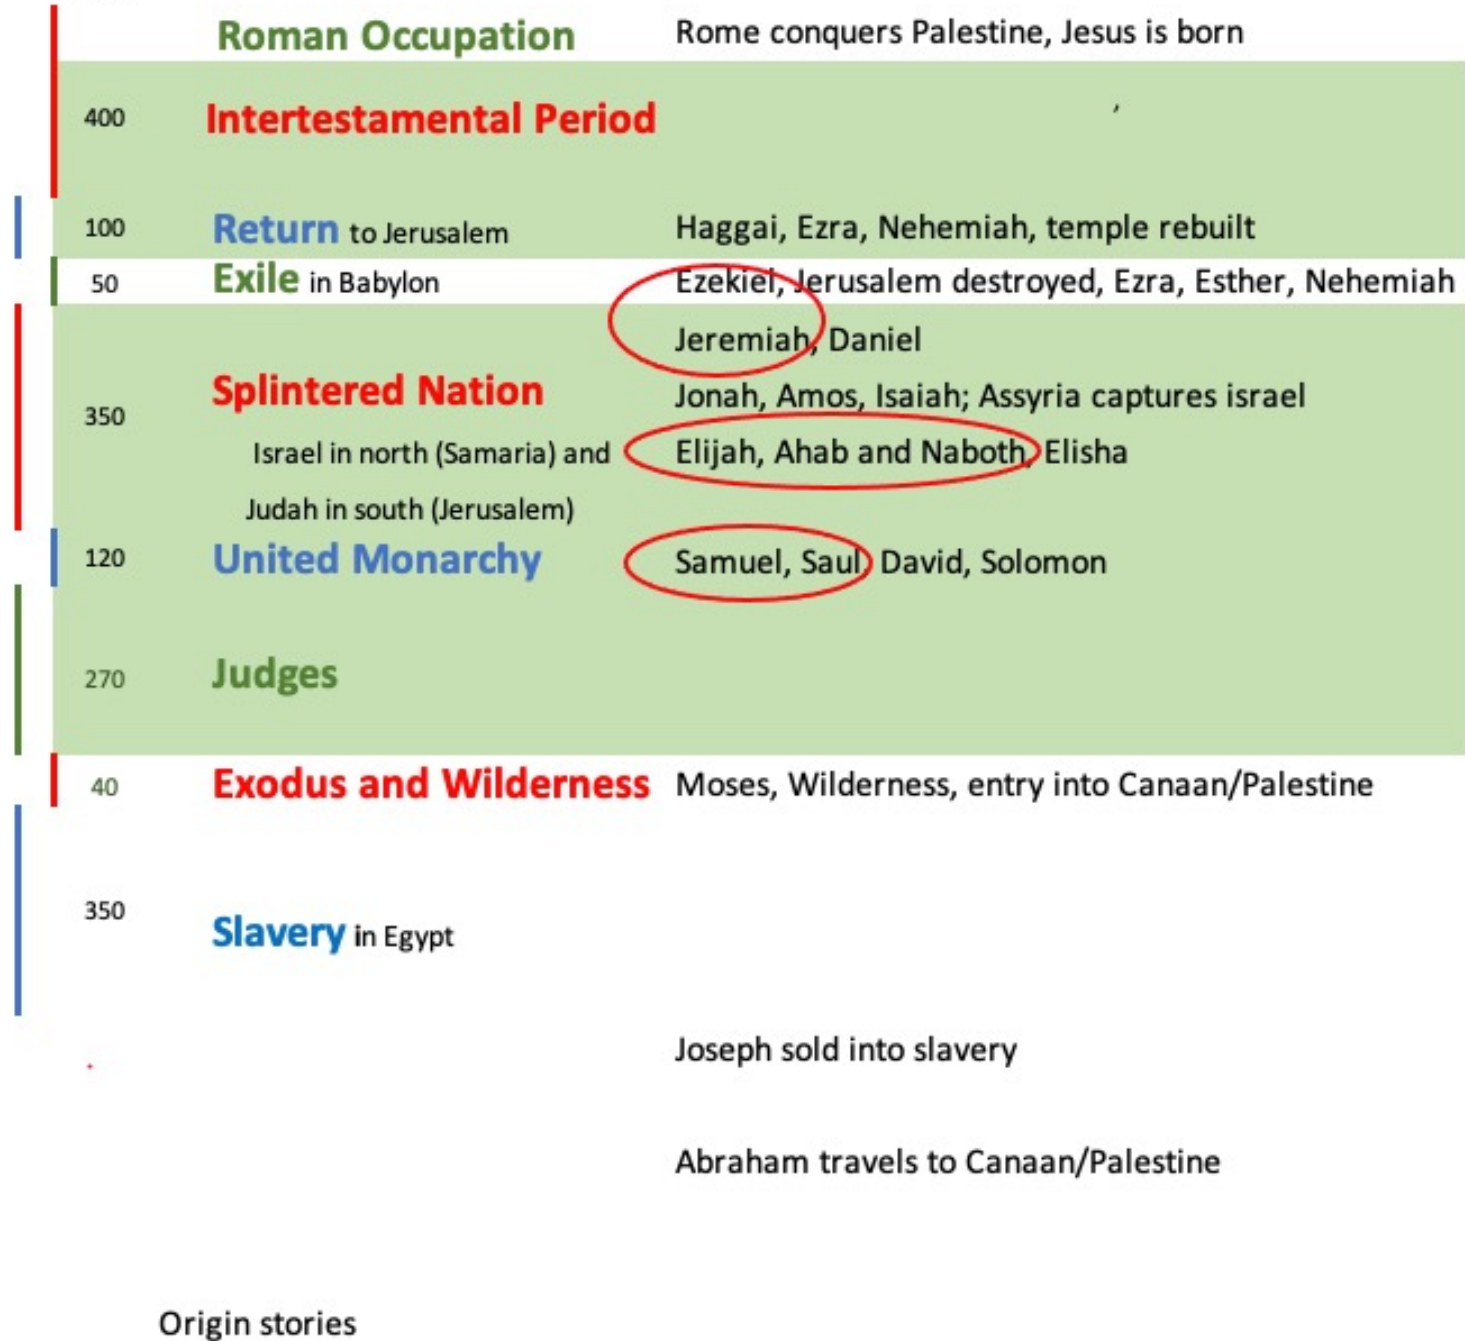 Roman Occupation Rome conquers Palestine, Jesus is born
400 Intertestamental Period ,
100 Return to Jerusalem Haggai, Ezra, Nehemiah, temple rebuilt
50 Exile in Babylon Ezekiel, Jerusalem destroyed, Ezra, Esther, Nehemiah
Jeremiah, Daniel
Splintered Nation Jonah, Amos, Isaiah; Assyria captures israel
350
Israel in north (Samaria) and Elijah, Ahab and Naboth, Elisha
Judah in south (Jerusalem)
120 United Monarchy Samuel, Saul, David, Solomon
270 Judges
40 Exodus and Wilderness Moses, Wilderness, entry into Canaan/Palestine
350
Slavery in Egypt
Joseph sold into slavery
Abraham travels to Canaan/Palestine
Origin stories